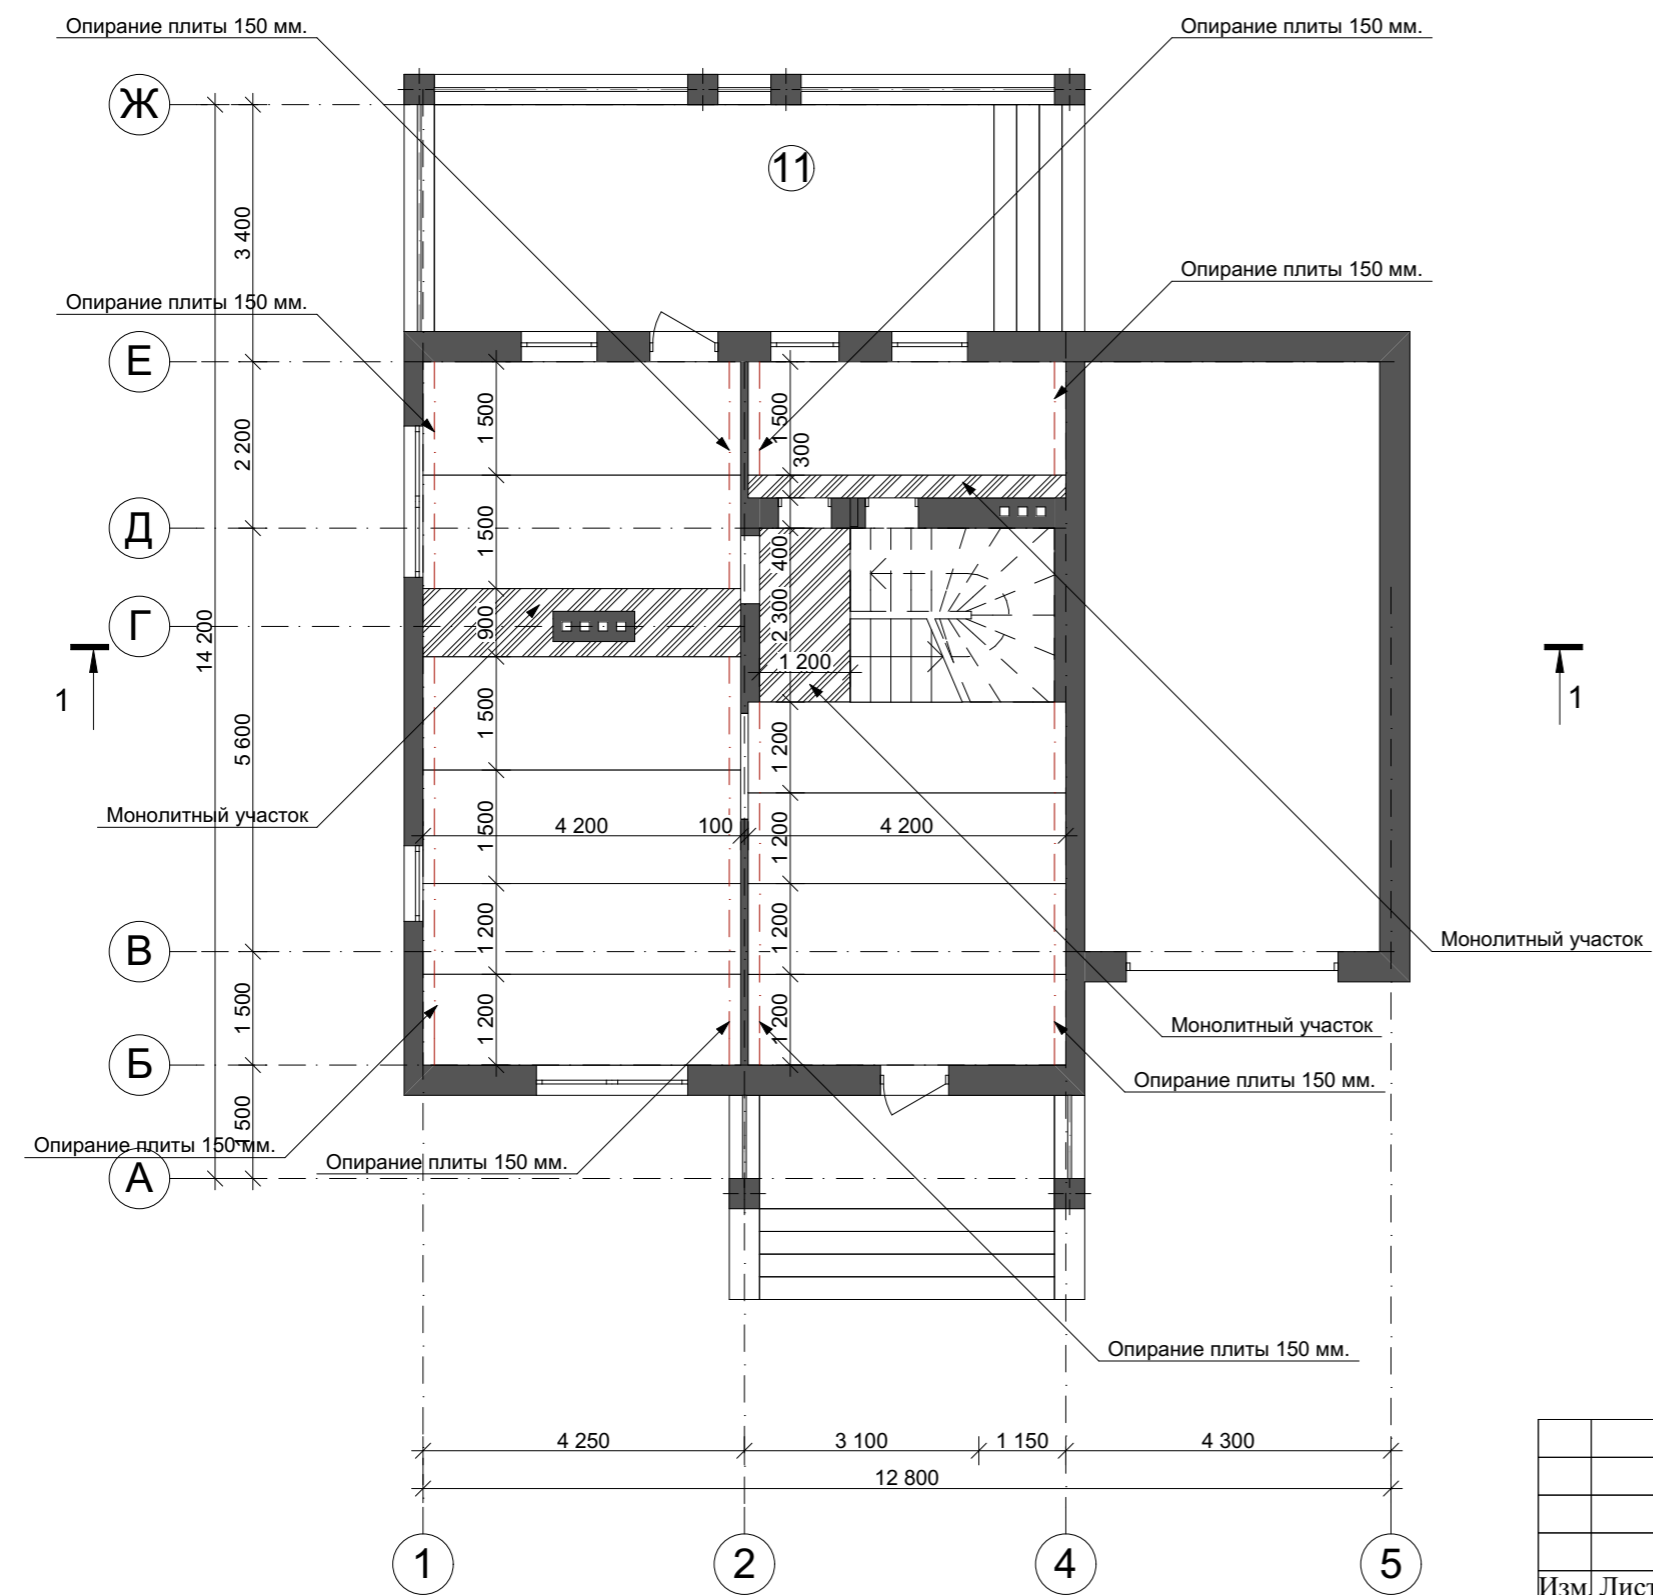 Опирание плиты 150 мм.
Опирание плиты 150 мм.
Ж
11
3 400
Опирание плиты 150 мм.
Опирание плиты 150 мм.
Е
1 500
1 500
300
2 200
Д
1 500
400
Г
900
2 300
14 200
1 200
1
1
1 500
1 200
5 600
Монолитный участок
4 200
100
4 200
1 500
1 200
В
1 200
1 200
Монолитный участок
1 500
1 200
1 200
Монолитный участок
Б
Опирание плиты 150 мм.
1 500
Опирание плиты 150 мм.
Опирание плиты 150 мм.
А
Опирание плиты 150 мм.
4 250
3 100
1 150
4 300
12 800
1
2
4
5
Изм. Лист